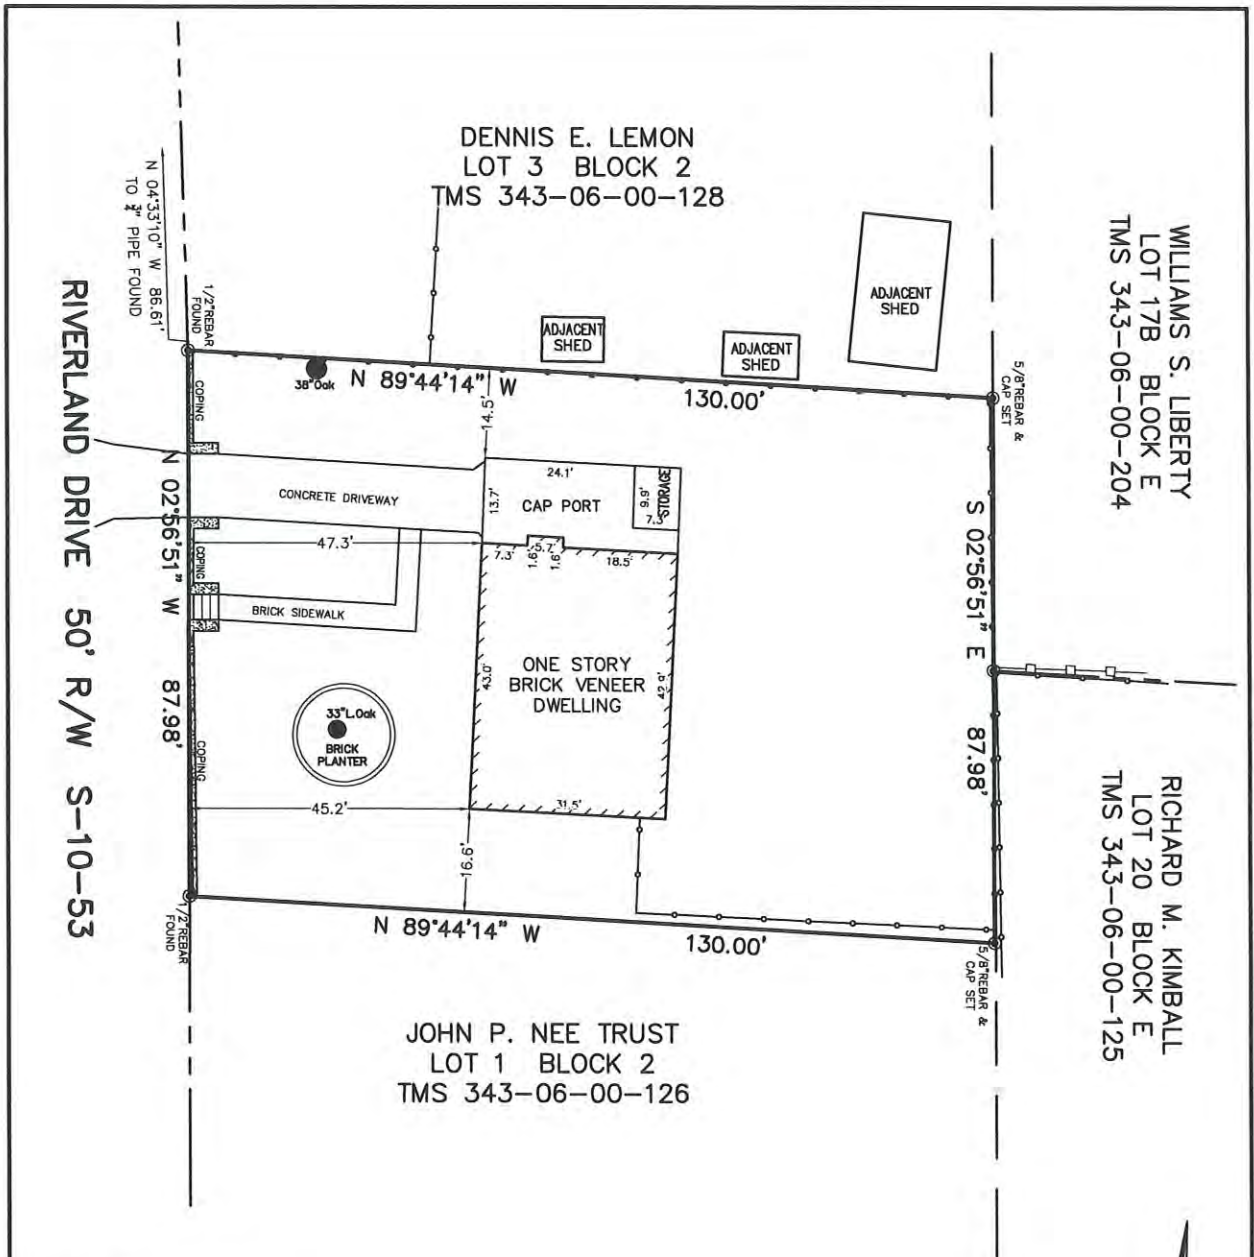 DENNIS E. LEMON
LOT 3 BLOCK 2
TMS 343-06-00-128
WILLIAMS S. LIBERTY
LOT 17B BLOCK E
TMS 343-06-00-204
ADJACENT
SHED
ADJACENT
SHED
ADJACENT
SHED
N 04°33'10" W 86.61'
TO ¾" PIPE FOUND
1/2"REBAR
FOUND
5/8"REBAR &
CAP SET
38"Oak
N 89°44'14" W 130.00'
14.5'
COPING
RIVERLAND DRIVE 50' R/W S-10-53
N 02°56'51" W 87.98'
CONCRETE DRIVEWAY
24.1'
13.7'
CAP PORT
STORAGE
9.9'
7.3'
S 02°56'51" E 87.98'
47.3'
7.3'
1.6'
5.7'
1.6'
18.5'
COPING
BRICK SIDEWALK
43.0'
ONE STORY
BRICK VENEER
DWELLING
42.9'
33"L.Oak
BRICK
PLANTER
COPING
45.2'
31.5'
16.6'
RICHARD M. KIMBALL
LOT 20 BLOCK E
TMS 343-06-00-125
1/2"REBAR
FOUND
N 89°44'14" W 130.00'
5/8"REBAR &
CAP SET
JOHN P. NEE TRUST
LOT 1 BLOCK 2
TMS 343-06-00-126